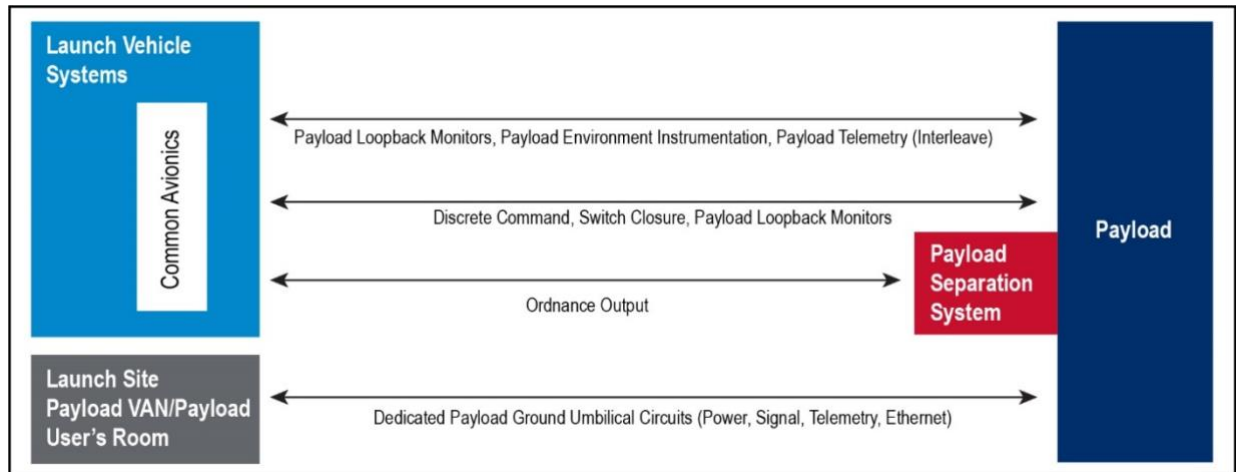 Launch Vehicle
Systems
Common Avionics
Payload Loopback Monitors, Payload Environment Instrumentation, Payload Telemetry (Interleave)
Discrete Command, Switch Closure, Payload Loopback Monitors
Payload
Payload
Separation
System
Ordnance Output
Launch Site
Payload VAN/Payload
User's Room
Dedicated Payload Ground Umbilical Circuits (Power, Signal, Telemetry, Ethernet)